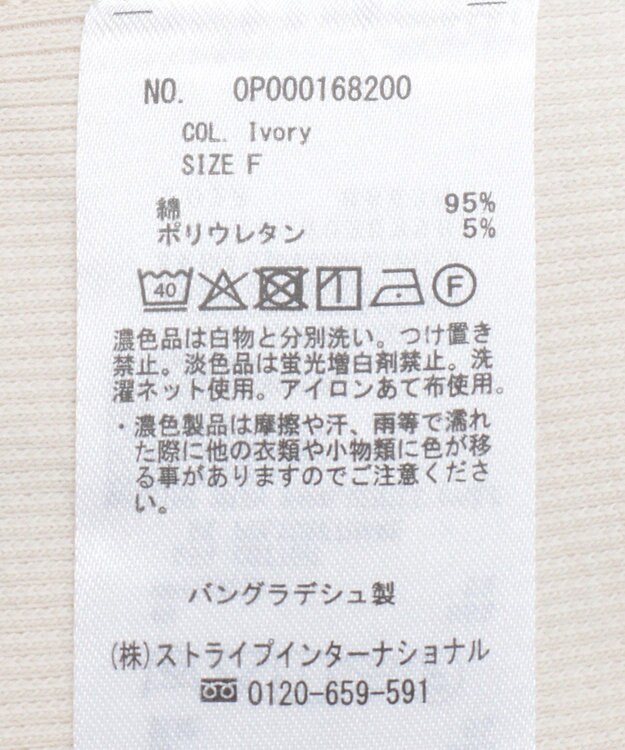 NO. 0P000168200
COL. Ivory
SIZE F
綿 95%
ポリウレタン 5%
40 F
濃色品は白物と分別洗い。つけ置き
禁止。淡色品は蛍光増白剤禁止。洗
濯ネット使用。アイロンあて布使用。
・濃色製品は摩擦や汗、雨等で濡れ
た際に他の衣類や小物類に色が移
る事がありますのでご注意くださ
い。
バングラデシュ製
(株)ストライプインターナショナル
0120-659-591